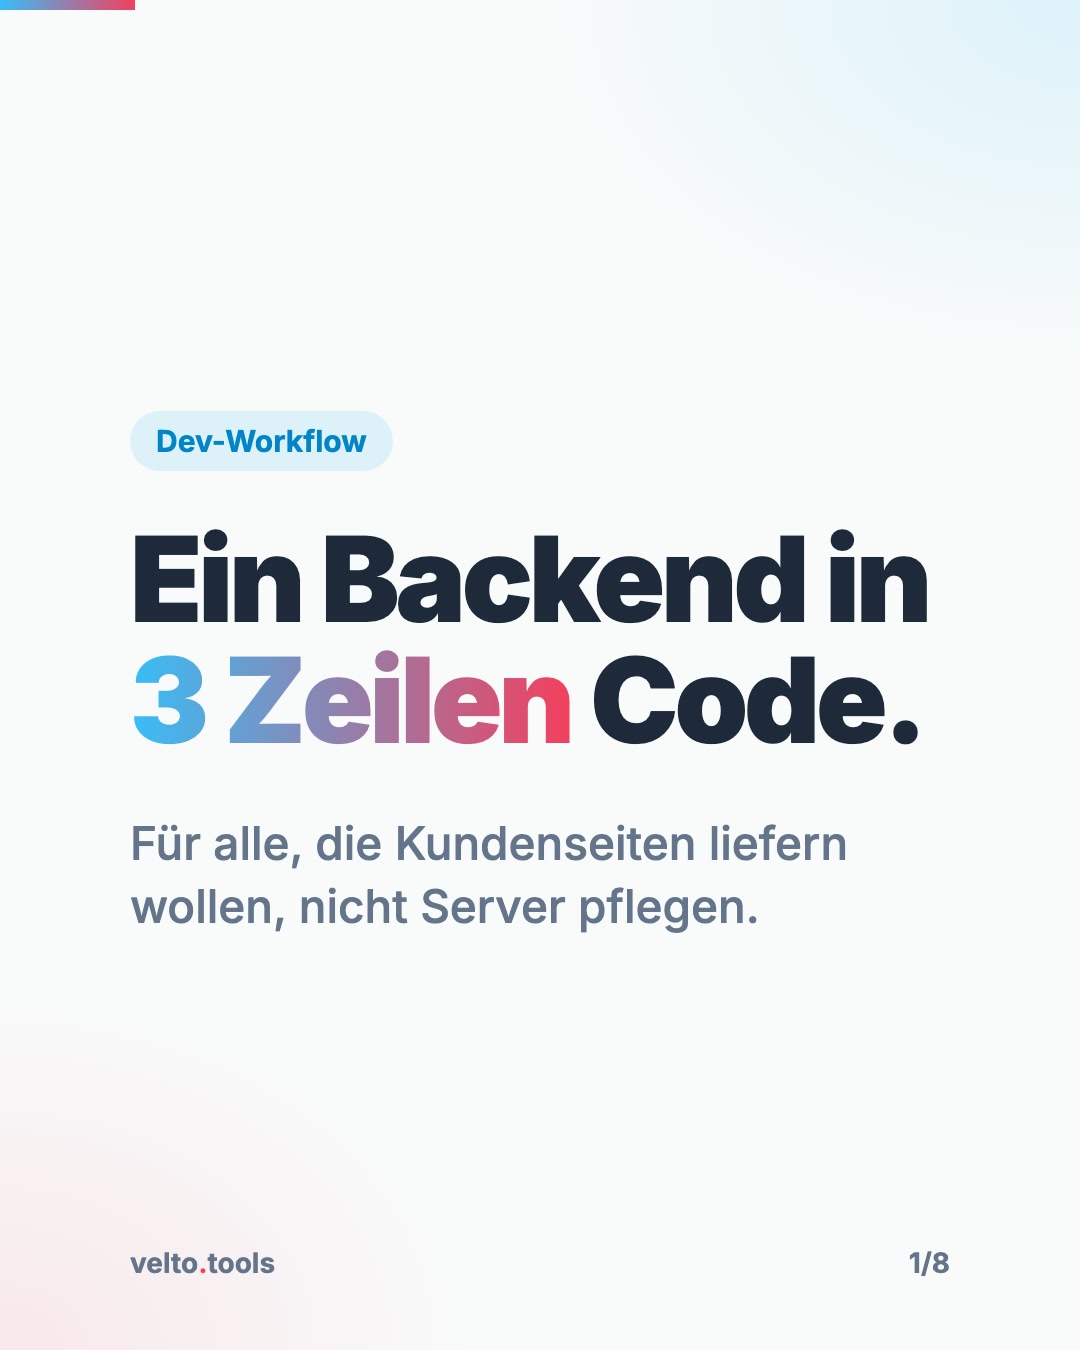 Dev-Workflow
Ein Backend in
3 Zeilen Code.
Für alle, die Kundenseiten liefern
wollen, nicht Server pflegen.
velto.tools
1/8